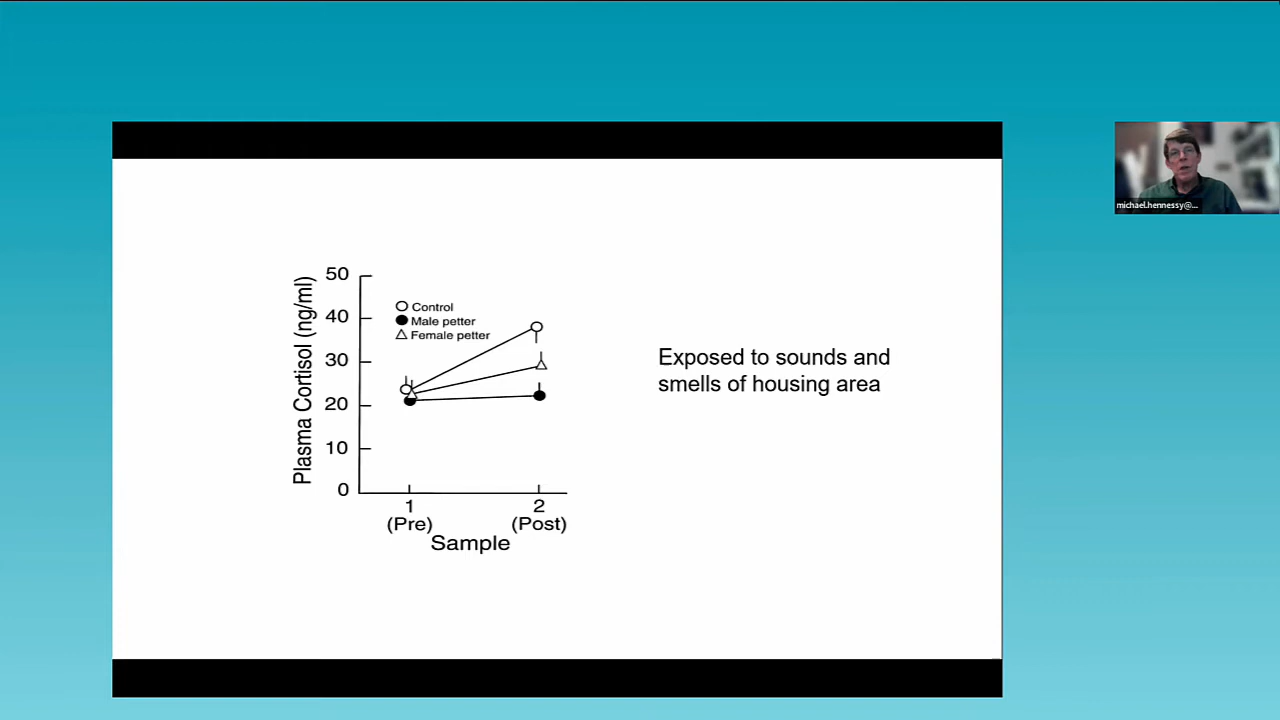 50
40
30
20
10
0
Plasma Cortisol (ng/ml)
Control
Male petter
Female petter
1
(Pre)
2
(Post)
Sample
Exposed to sounds and
smells of housing area
michael.hennessy@...